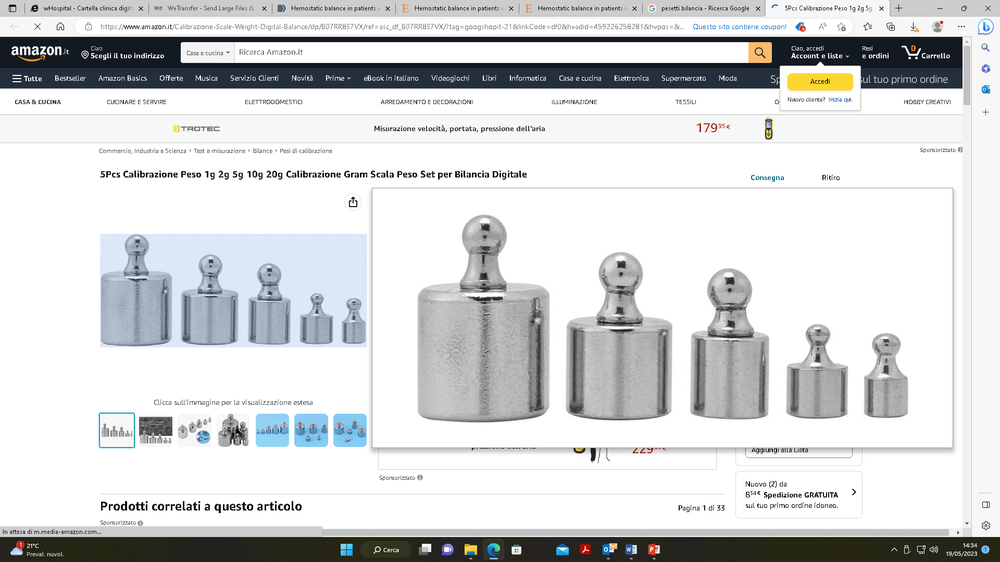 wHospital - Cartella clinica digita
WeTransfer - Send Large Files &
Hemostatic balance in patients
Hemostatic balance in patients
Hemostatic balance in patients
pesetti bilancia - Ricerca Google
5Pcs Calibrazione Peso 1g 2g 5g
https://www.amazon.it/Calibrazione-Scale-Weight-Digital-Balance/dp/B07RR8S7VX/ref=asc_df_B07RR8S7VX/?tag=googshopit-21&linkCode=df0&hvadid=459226258281&hvpos=&...
Questo sito contiene coupon!
9
amazon.it
Ciao
Scegli il tuo indirizzo
Casa e cucina
Ricerca Amazon.it
Ciao, accedi
Account e liste
Resi
e ordini
0
Carrello
Tutte
Bestseller
Amazon Basics
Offerte
Musica
Servizio Clienti
Novità
Prime
eBook in italiano
Videogiochi
Libri
Informatica
Casa e cucina
Elettronica
Supermercato
Moda
Sp
sul tuo primo ordine
Accedi
Nuovo cliente? Inizia qui.
CASA & CUCINA
CUCINARE E SERVIRE
ELETTRODOMESTICI
ARREDAMENTO E DECORAZIONI
ILLUMINAZIONE
TESSILI
O
HOBBY CREATIVI
TROTEC
Misurazione velocità, portata, pressione dell'aria
17995€
Commercio, Industria e Scienza › Test e misurazione › Bilance › Pesi di calibrazione
Sponsorizzato
5Pcs Calibrazione Peso 1g 2g 5g 10g 20g Calibrazione Gram Scala Peso Set per Bilancia Digitale
Consegna
Ritiro
Clicca sull'immagine per la visualizzazione estesa
pressione dell'aria
229
Aggiungi alla Lista
Sponsorizzato
Nuovo (2) da
834€ Spedizione GRATUITA
sul tuo primo ordine idoneo.
Prodotti correlati a questo articolo
Pagina 1 di 33
Sponsorizzato
In attesa di m.media-amazon.com...
1
21°C
Preval. nuvol.
Cerca
14:34
19/05/2023
1